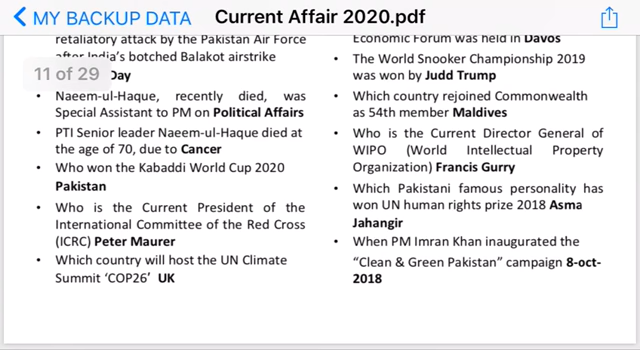 MY BACKUP DATA
Current Affair 2020.pdf
retaliatory attack by the Pakistan Air Force
after India's botched Balakot airstrike
Day
11 of 29
• Naeem-ul-Haque, recently died, was
Special Assistant to PM on Political Affairs
• PTI Senior leader Naeem-ul-Haque died at
the age of 70, due to Cancer
• Who won the Kabaddi World Cup 2020
Pakistan
• Who is the Current President of the
International Committee of the Red Cross
(ICRC) Peter Maurer
• Which country will host the UN Climate
Summit 'COP26' UK
Economic Forum was held in Davos
• The World Snooker Championship 2019
was won by Judd Trump
• Which country rejoined Commonwealth
as 54th member Maldives
• Who is the Current Director General of
WIPO (World Intellectual Property
Organization) Francis Gurry
• Which Pakistani famous personality has
won UN human rights prize 2018 Asma
Jahangir
• When PM Imran Khan inaugurated the
"Clean & Green Pakistan" campaign 8-oct-
2018